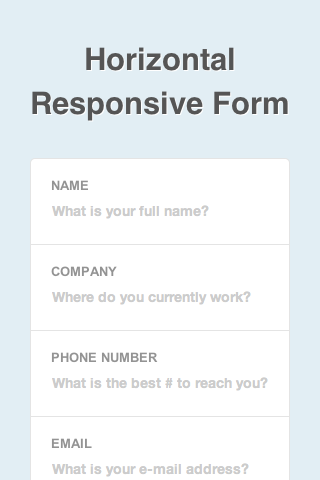 Horizontal
Responsive Form
NAME
What is your full name?
COMPANY
Where do you currently work?
PHONE NUMBER
What is the best # to reach you?
EMAIL
What is your e-mail address?